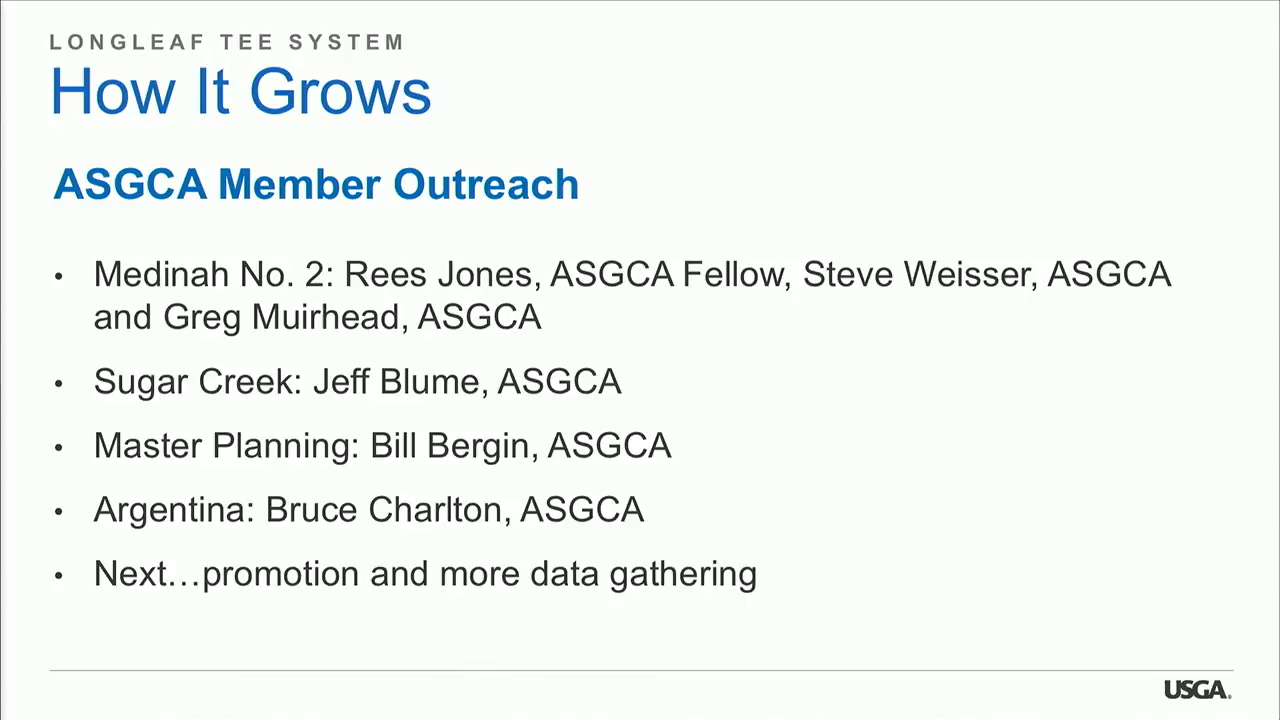 LONGLEAF TEE SYSTEM
How It Grows
ASGCA Member Outreach
• Medinah No. 2: Rees Jones, ASGCA Fellow, Steve Weisser, ASGCA
and Greg Muirhead, ASGCA
• Sugar Creek: Jeff Blume, ASGCA
• Master Planning: Bill Bergin, ASGCA
• Argentina: Bruce Charlton, ASGCA
• Next…promotion and more data gathering
USGA.